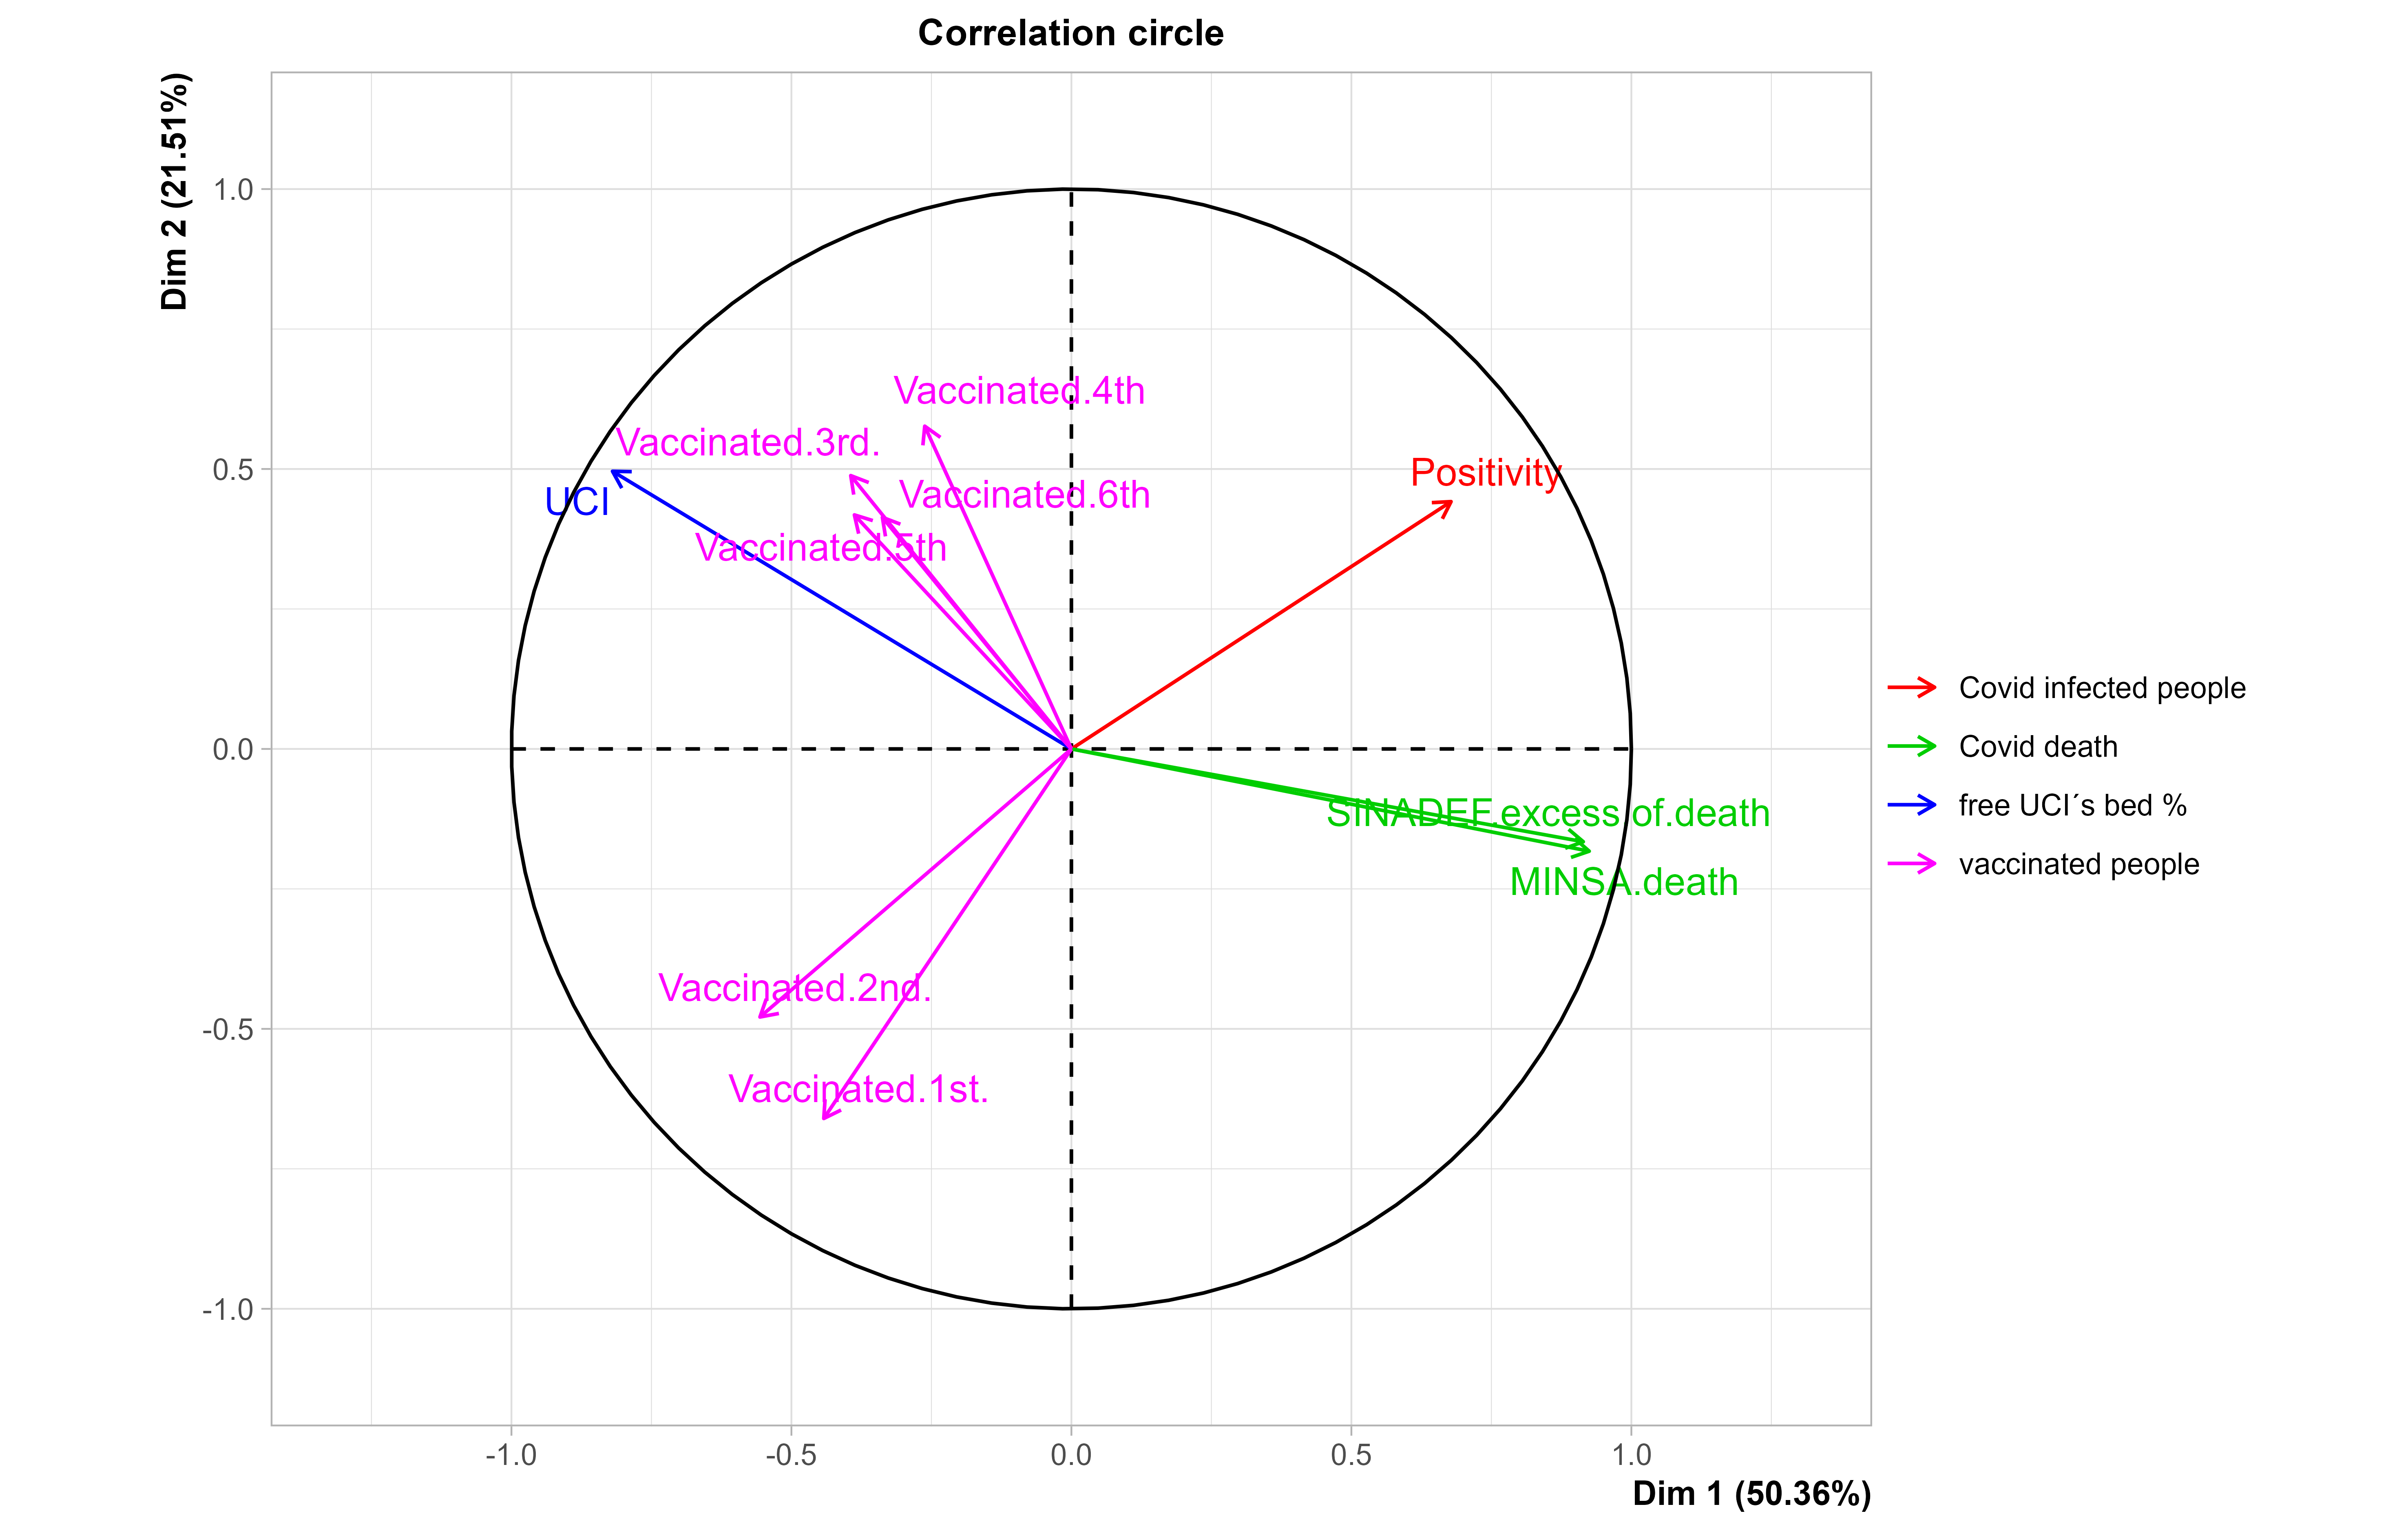 Correlation circle
Dim 2 (21.51%)
1.0
0.5
0.0
-0.5
-1.0
Vaccinated.4th
Vaccinated.3rd.
Positivity
UCI
Vaccinated.6th
Vaccinated.5th
SINADEF.excess of.death
MINSA.death
Vaccinated.2nd.
Vaccinated.1st.
Covid infected people
Covid death
free UCI´s bed %
vaccinated people
-1.0
-0.5
0.0
0.5
1.0
Dim 1 (50.36%)